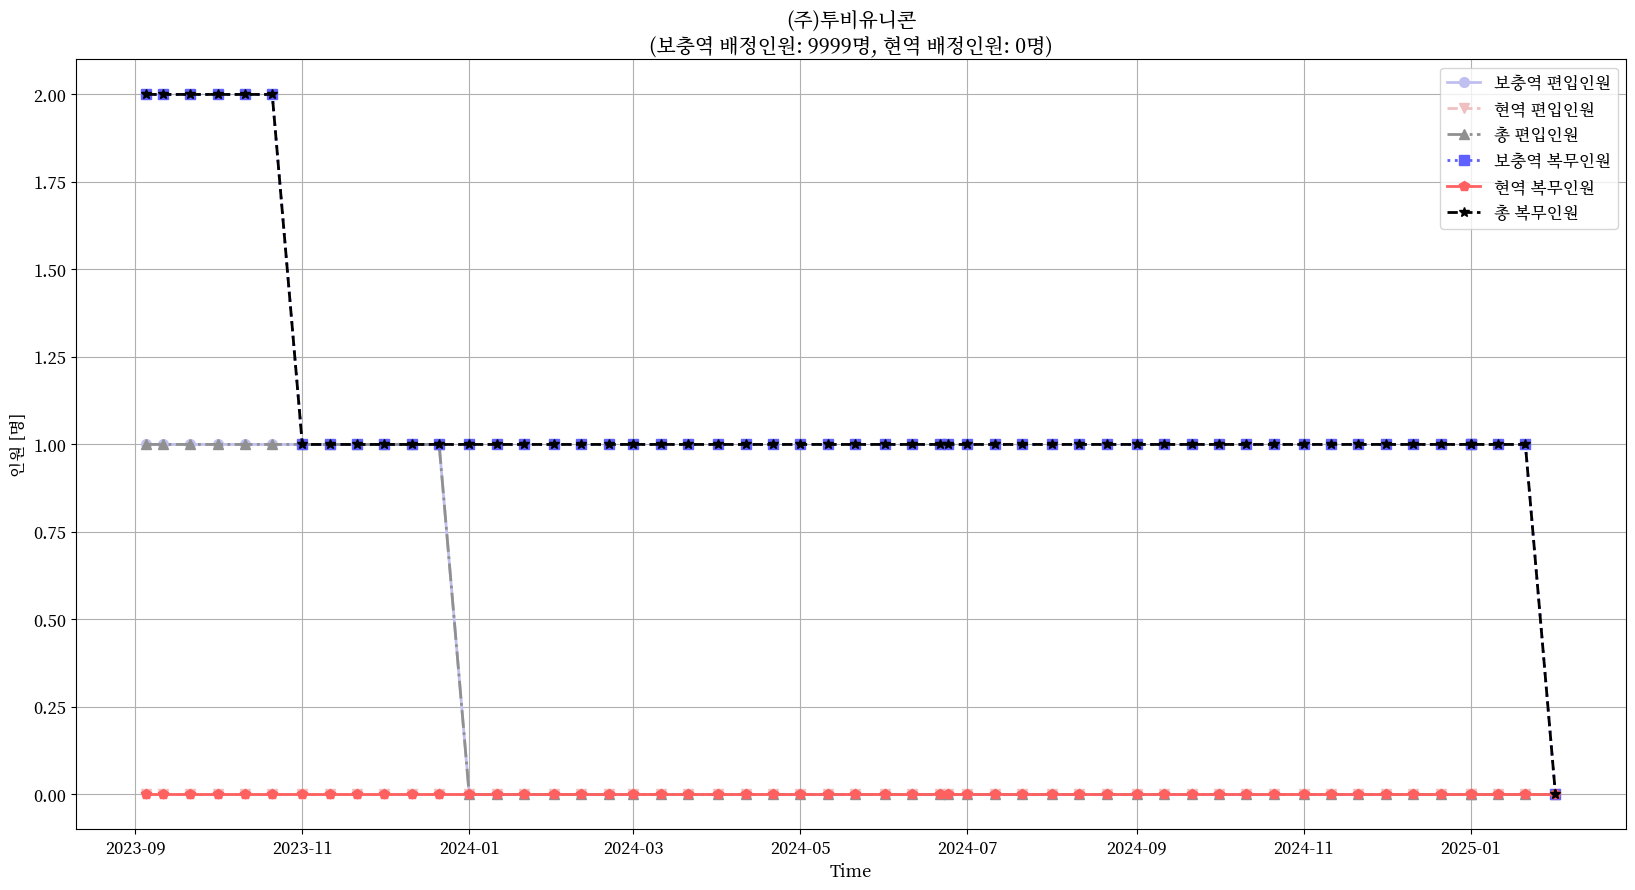 (주)투비유니콘
(보충역 배정인원: 9999명, 현역 배정인원: 0명)
보충역 편입인원
현역 편입인원
총 편입인원
보충역 복무인원
현역 복무인원
총 복무인원
인원 [명]
2.00
1.75
1.50
1.25
1.00
0.75
0.50
0.25
0.00
2023-09 2023-11 2024-01 2024-03 2024-05 2024-07 2024-09 2024-11 2025-01
Time